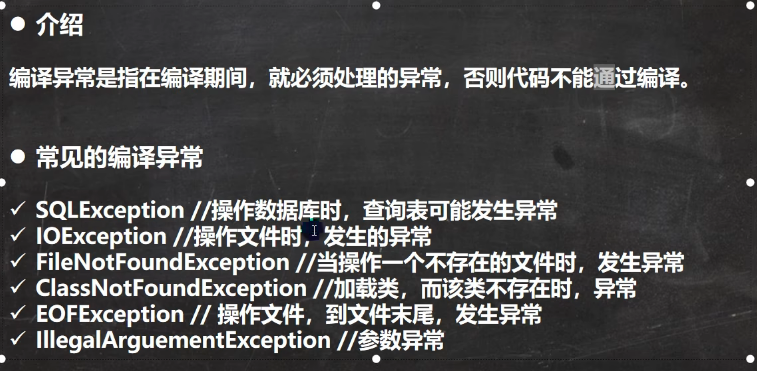 ● 介绍
编译异常是指在编译期间，就必须处理的异常，否则代码不能通过编译。
● 常见的编译异常
✓ SQLException //操作数据库时，查询表可能发生异常
✓ IOException //操作文件时，发生的异常
✓ FileNotFoundException //当操作一个不存在的文件时，发生异常
✓ ClassNotFoundException //加载类，而该类不存在时，异常
✓ EOFException // 操作文件，到文件末尾，发生异常
✓ IllegalArguementException //参数异常